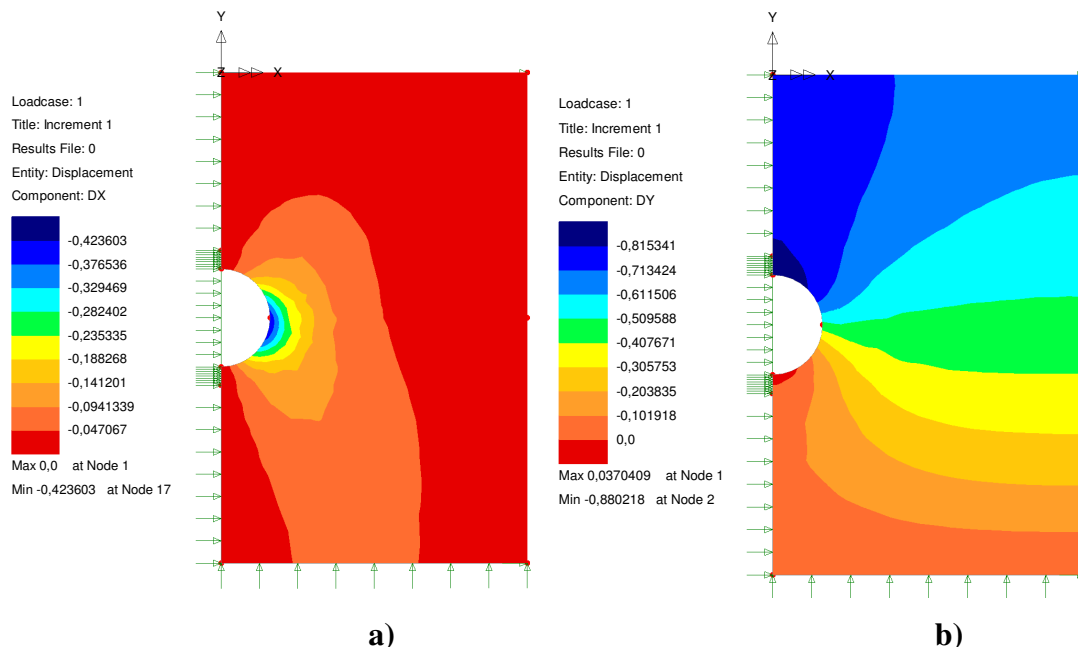 Y
Z X
Loadcase: 1
Title: Increment 1
Results File: 0
Entity: Displacement
Component: DX
-0,423603
-0,376536
-0,329469
-0,282402
-0,235335
-0,188268
-0,141201
-0,0941339
-0,047067
Max 0,0 at Node 1
Min -0,423603 at Node 17
a)
Y
Z X
Loadcase: 1
Title: Increment 1
Results File: 0
Entity: Displacement
Component: DY
-0,815341
-0,713424
-0,611506
-0,509588
-0,407671
-0,305753
-0,203835
-0,101918
0,0
Max 0,0370409 at Node 1
Min -0,880218 at Node 2
b)